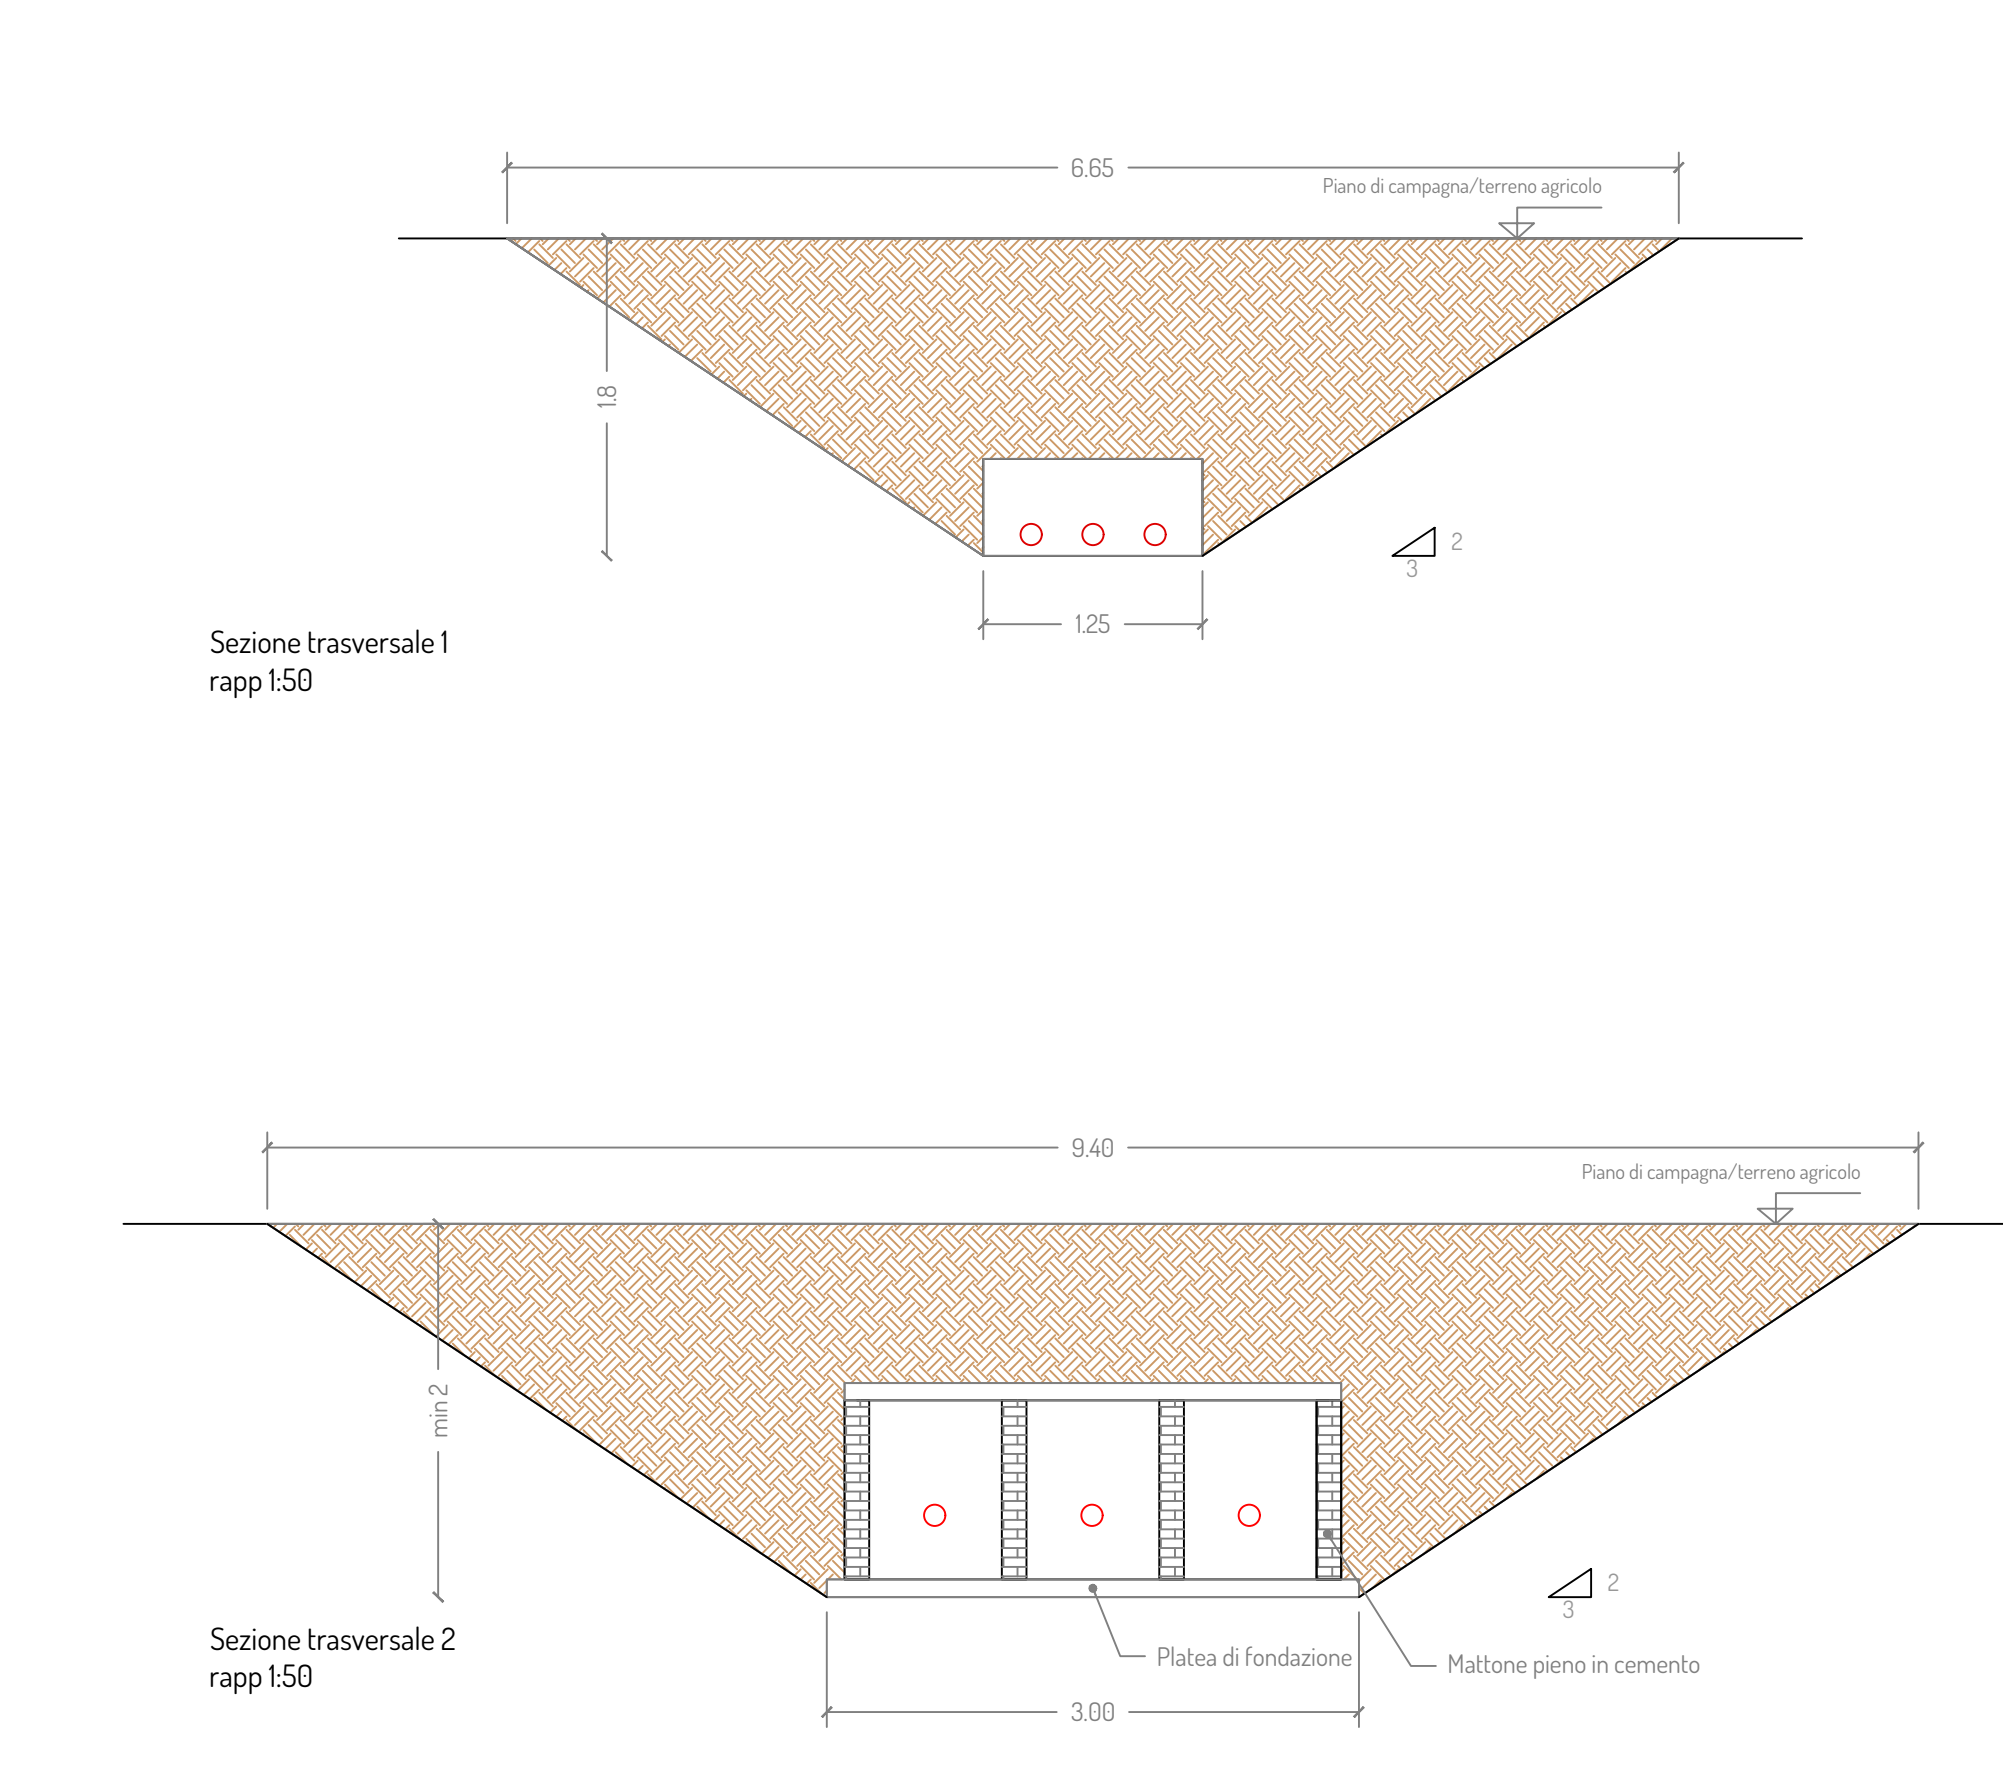 6.65
Piano di campagna/terreno agricolo
1.8
2
3
1.25
Sezione trasversale 1
rapp 1:50
9.40
Piano di campagna/terreno agricolo
min 2
2
3
Sezione trasversale 2
rapp 1:50
Platea di fondazione
Mattone pieno in cemento
3.00